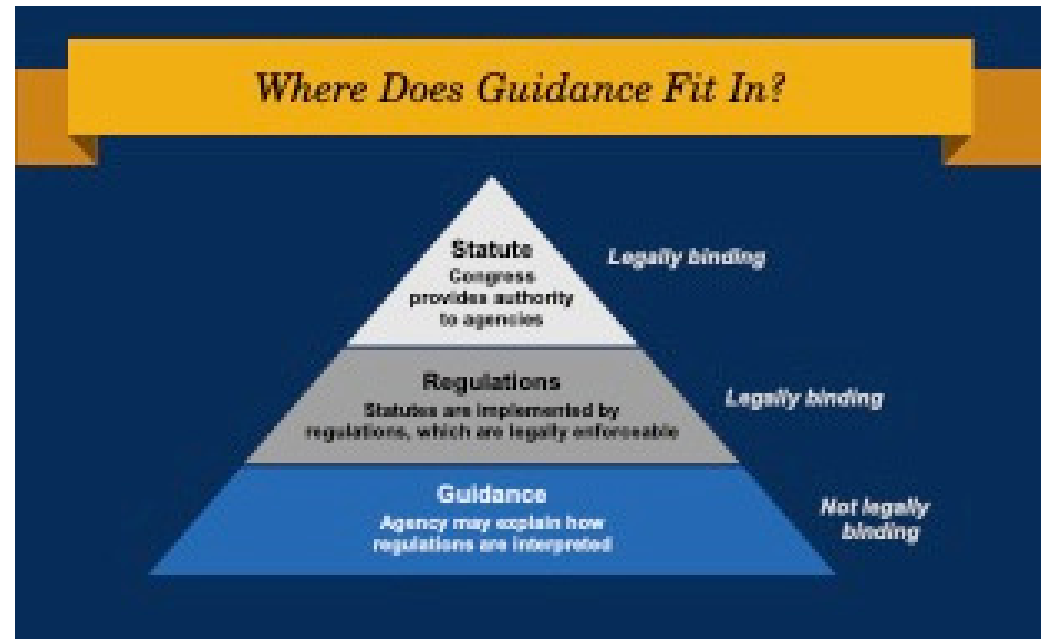 Where Does Guidance Fit In?
Statute
Congress
provides authority
to agencies
Legally binding
Regulations
Statutes are implemented by
regulations, which are legally enforceable
Legally binding
Guidance
Agency may explain how
regulations are interpreted
Not legally
binding